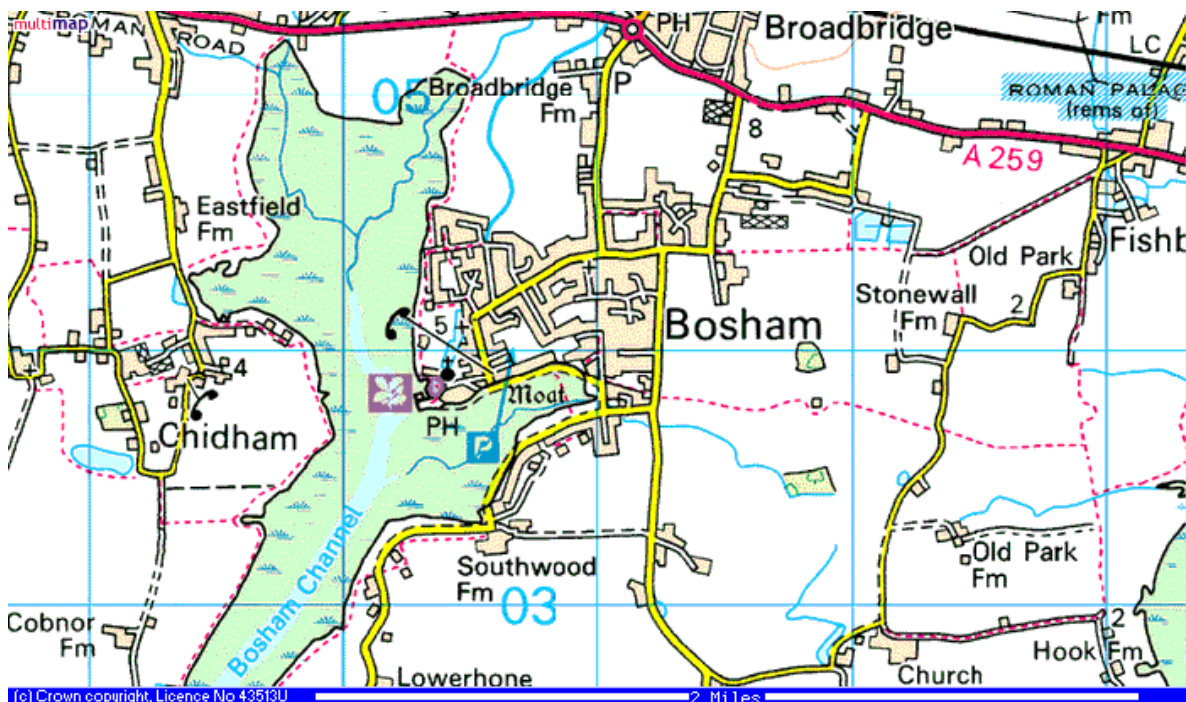 multimap
RMAN ROAD
PH
Broadbridge
Fm
LC
05
Broadbridge
Fm
P
ROMAN PALAC
(rems of)
8
A 259
Eastfield
Fm
Fishb
Old Park
Stonewall
Fm
2
5
Bosham
4
Moat
PH
P
Chidham
Bosham Channel
Southwood
Fm
Old Park
Fm
03
Cobnor
Fm
2
Hook Fm
Church
Lowerhone
(c) Crown copyright, Licence No 43513U
2 Miles